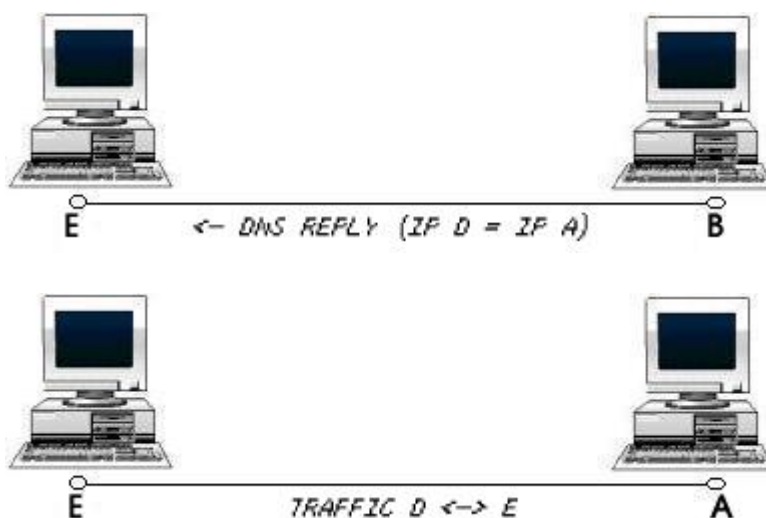 E
<- DNS REPLY (IP D = IP A)
B
E
TRAFFIC D <-> E
A